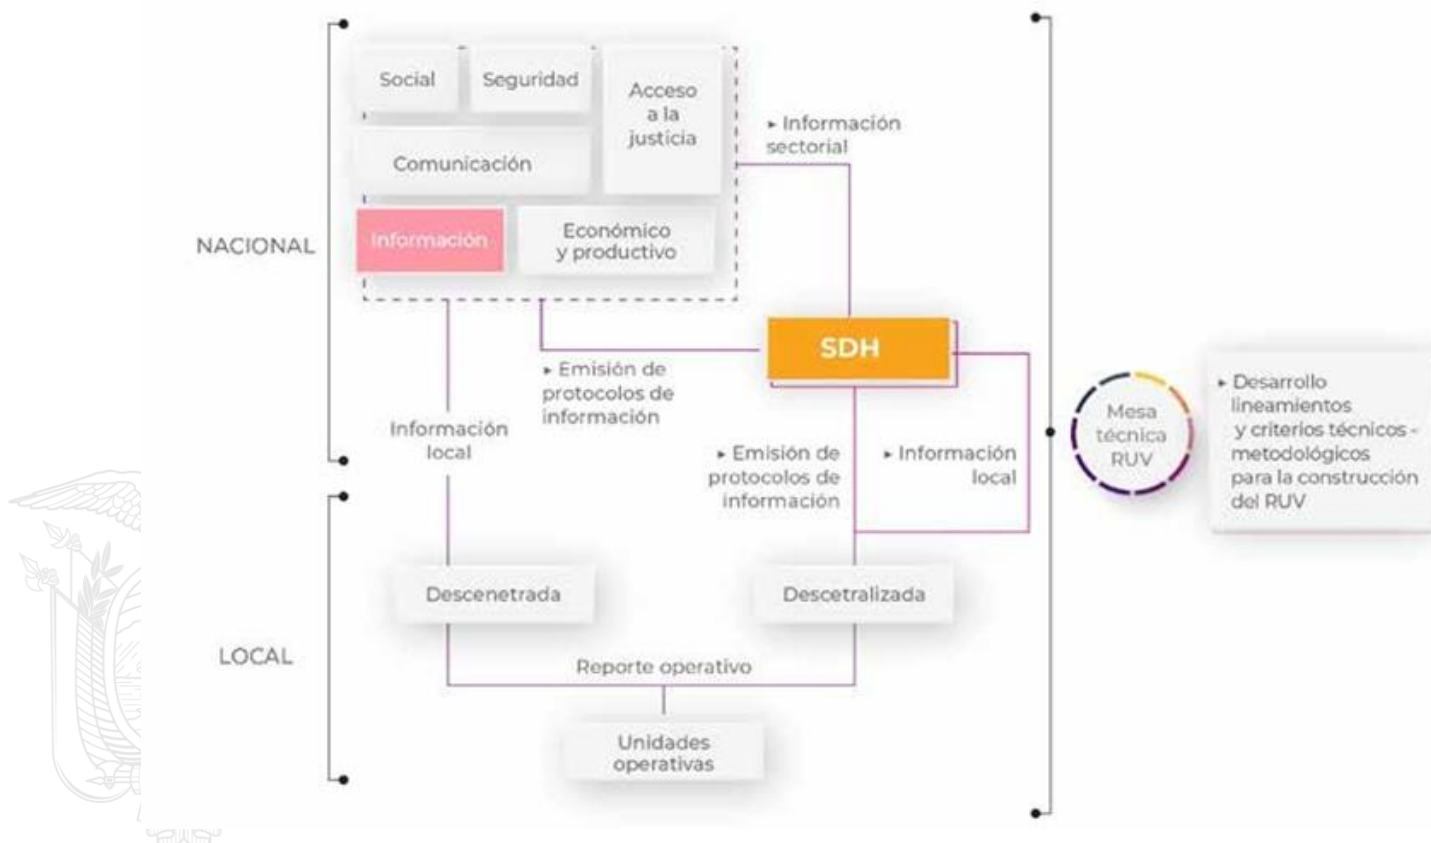 Social
Seguridad
Acceso
a la
justicia
Comunicación
Información
Económico
y productivo
NACIONAL
▸ Información
sectorial
SDH
▸ Emisión de
protocolos de
información
Información
local
▸ Emisión de
protocolos de
información
▸ Información
local
Mesa
técnica
RUV
▸ Desarrollo
lineamientos
y criterios técnicos -
metodológicos
para la construcción
del RUV
LOCAL
Descenetrada
Descetralizada
Reporte operativo
Unidades
operativas